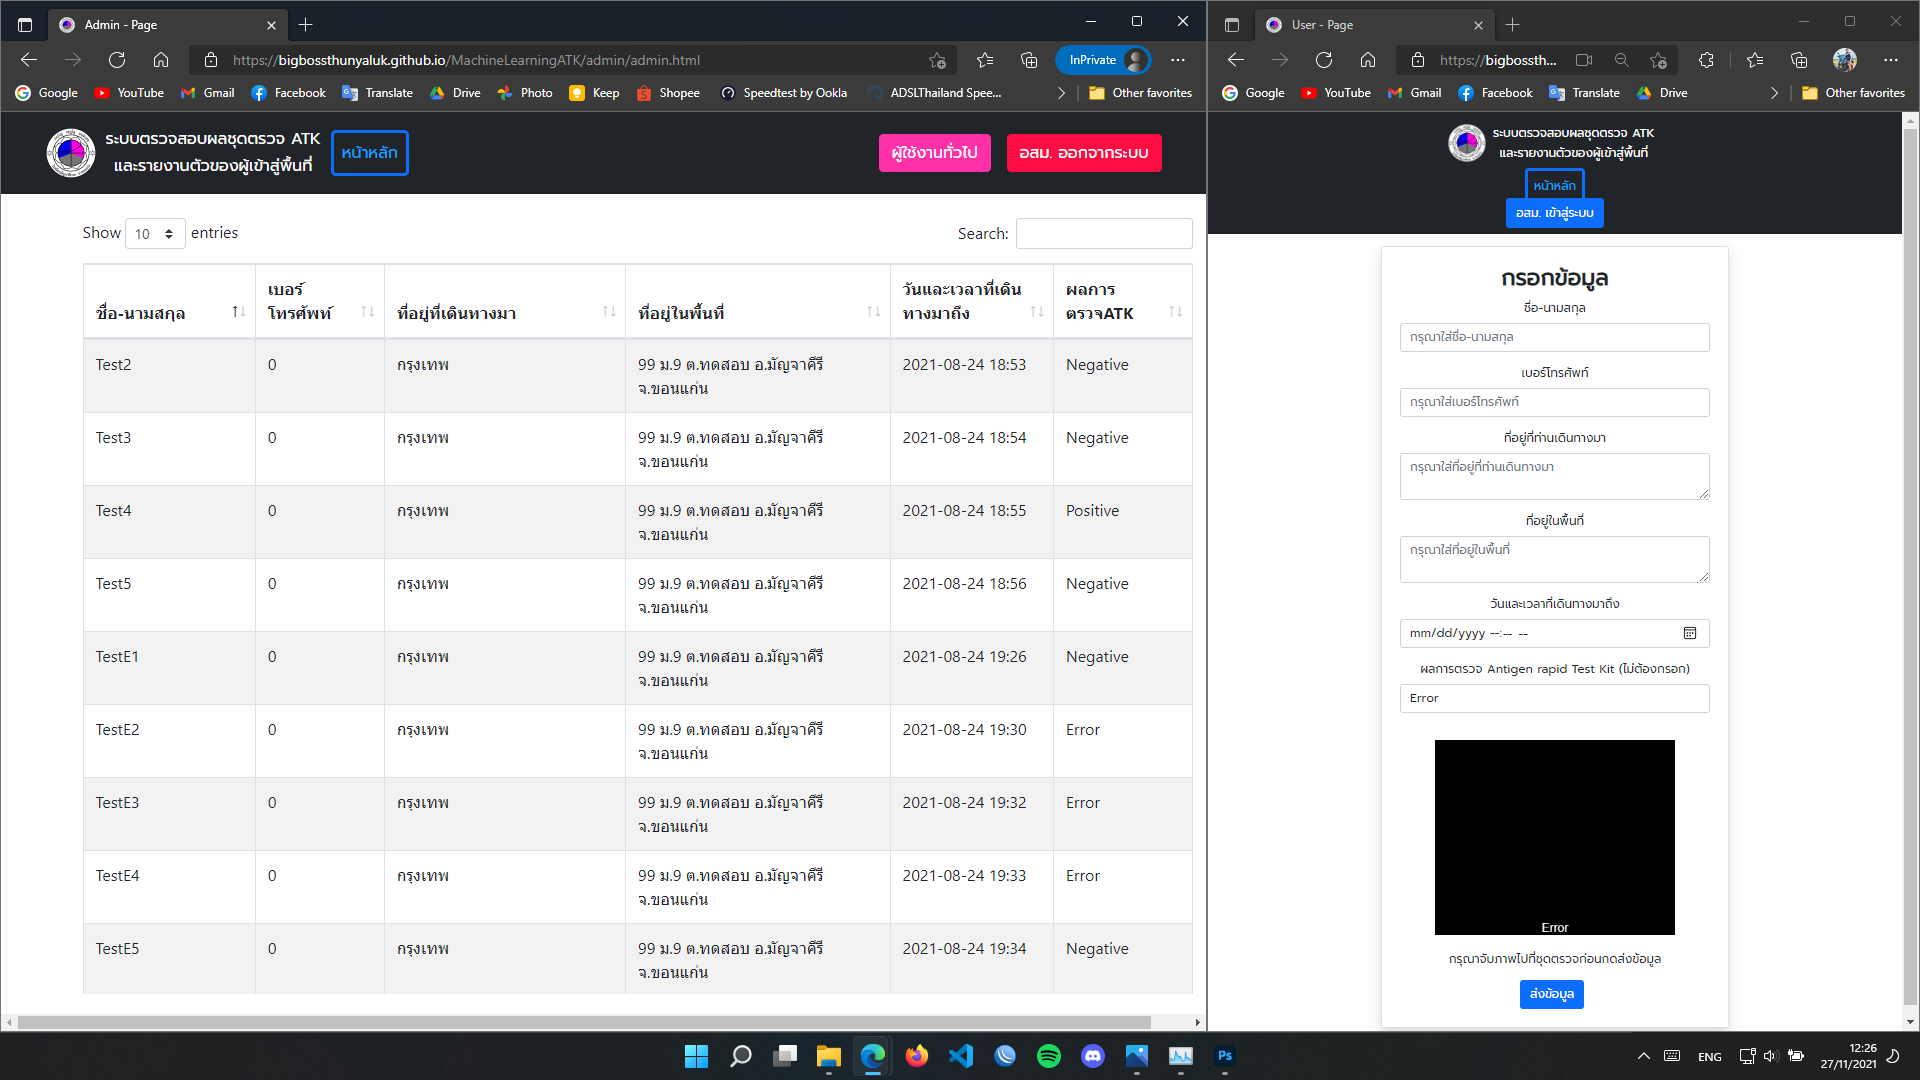 Admin - Page
https://bigbossthunyaluk.github.io/MachineLearningATK/admin/admin.html
InPrivate
Google
YouTube
Gmail
Facebook
Translate
Drive
Photo
Keep
Shopee
Speedtest by Ookla
ADSLThailand Spee...
Other favorites
ระบบตรวจสอบผลชุดตรวจ ATK
และรายงานตัวของผู้เข้าสู่พื้นที่
หน้าหลัก
ผู้ใช้งานทั่วไป
อสม. ออกจากระบบ
Show 10 entries
Search:
ชื่อ-นามสกุล
เบอร์
โทรศัพท์
ที่อยู่ที่เดินทางมา
ที่อยู่ในพื้นที่
วันและเวลาที่เดิน
ทางมาถึง
ผลการ
ตรวจATK
Test2 0 กรุงเทพ 99 ม.9 ต.ทดสอบ อ.มัญจาคีรี 2021-08-24 18:53 Negative
จ.ขอนแก่น
Test3 0 กรุงเทพ 99 ม.9 ต.ทดสอบ อ.มัญจาคีรี 2021-08-24 18:54 Negative
จ.ขอนแก่น
Test4 0 กรุงเทพ 99 ม.9 ต.ทดสอบ อ.มัญจาคีรี 2021-08-24 18:55 Positive
จ.ขอนแก่น
Test5 0 กรุงเทพ 99 ม.9 ต.ทดสอบ อ.มัญจาคีรี 2021-08-24 18:56 Negative
จ.ขอนแก่น
TestE1 0 กรุงเทพ 99 ม.9 ต.ทดสอบ อ.มัญจาคีรี 2021-08-24 19:26 Negative
จ.ขอนแก่น
TestE2 0 กรุงเทพ 99 ม.9 ต.ทดสอบ อ.มัญจาคีรี 2021-08-24 19:30 Error
จ.ขอนแก่น
TestE3 0 กรุงเทพ 99 ม.9 ต.ทดสอบ อ.มัญจาคีรี 2021-08-24 19:32 Error
จ.ขอนแก่น
TestE4 0 กรุงเทพ 99 ม.9 ต.ทดสอบ อ.มัญจาคีรี 2021-08-24 19:33 Error
จ.ขอนแก่น
TestE5 0 กรุงเทพ 99 ม.9 ต.ทดสอบ อ.มัญจาคีรี 2021-08-24 19:34 Negative
จ.ขอนแก่น
User - Page
https://bigbossth...
Google
YouTube
Gmail
Facebook
Translate
Drive
Other favorites
ระบบตรวจสอบผลชุดตรวจ ATK
และรายงานตัวของผู้เข้าสู่พื้นที่
หน้าหลัก
อสม. เข้าสู่ระบบ
กรอกข้อมูล
ชื่อ-นามสกุล
กรุณาใส่ชื่อ-นามสกุล
เบอร์โทรศัพท์
กรุณาใส่เบอร์โทรศัพท์
ที่อยู่ที่ท่านเดินทางมา
กรุณาใส่ที่อยู่ที่ท่านเดินทางมา
ที่อยู่ในพื้นที่
กรุณาใส่ที่อยู่ในพื้นที่
วันและเวลาที่เดินทางมาถึง
mm/dd/yyyy --:-- --
ผลการตรวจ Antigen rapid Test Kit (ไม่ต้องกรอก)
Error
Error
กรุณาจับภาพไปที่ชุดตรวจก่อนกดส่งข้อมูล
ส่งข้อมูล
Ps
ENG
12:26
27/11/2021